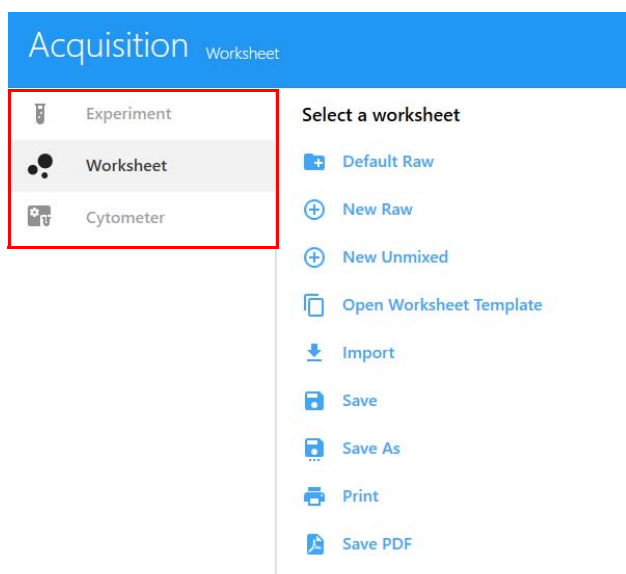 Acquisition Worksheet
Experiment
Worksheet
Cytometer
Select a worksheet
Default Raw
New Raw
New Unmixed
Open Worksheet Template
Import
Save
Save As
Print
Save PDF